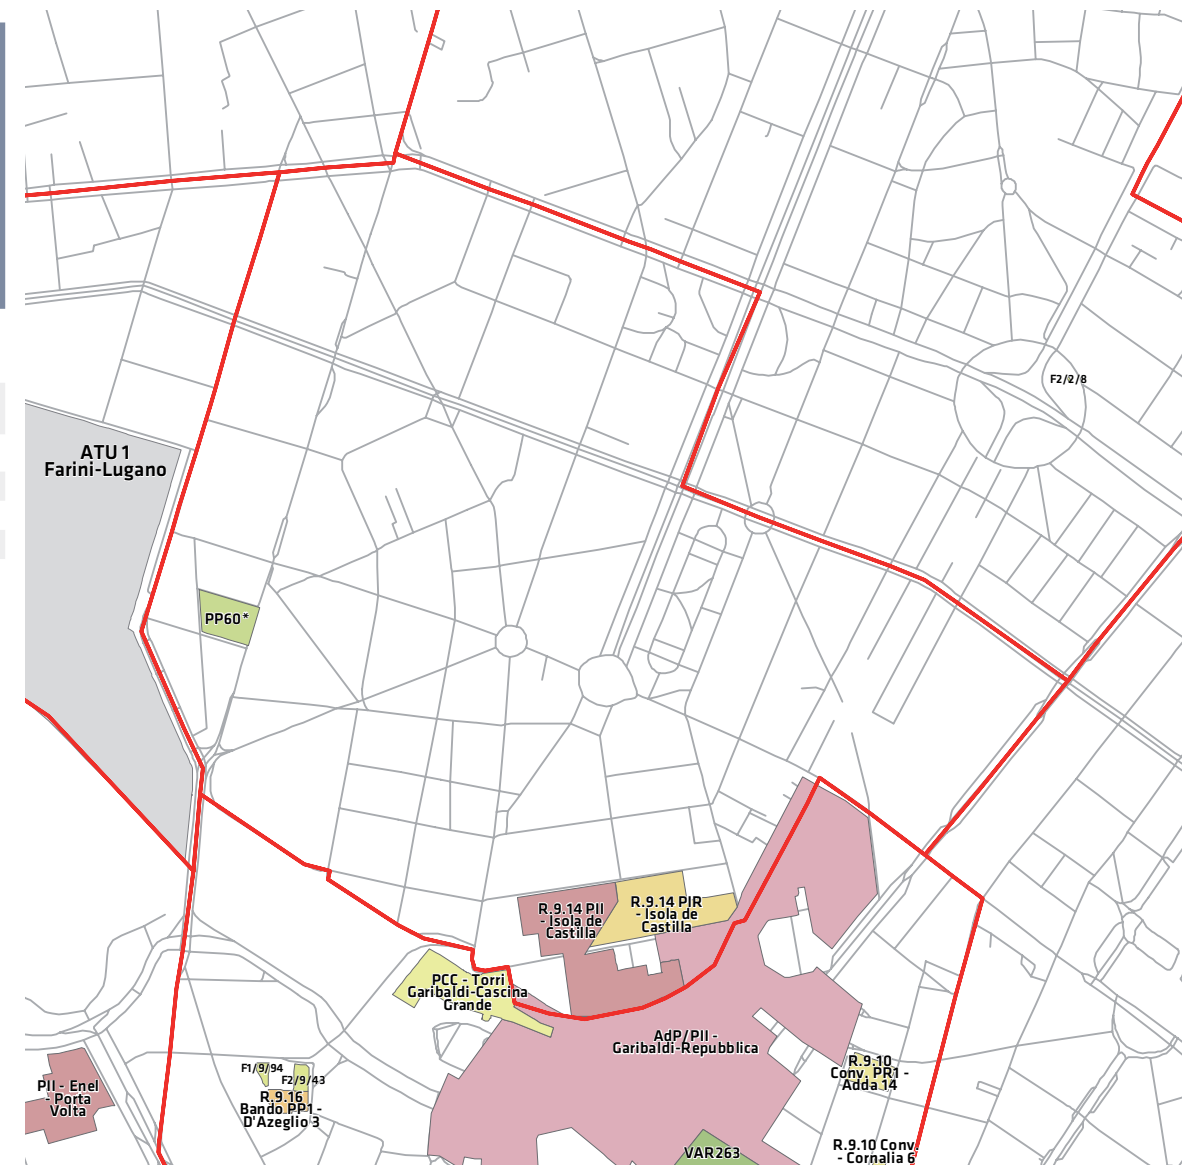 F2/2/8
ATU 1
Farini-Lugano
PP60*
R.9.14 PII
- Isola de
Castilla
R.9.14 PIR
- Isola de
Castilla
PCC - Torri
Garibaldi-Cascina
Grande
AdP/PII -
Garibaldi-Repubblica
R.9.10
Conv. PR1 -
Adda 14
F1/9/94
F2/9/43
R.9.16
Bando PP1 -
D'Azeglio 3
PII - Enel
- Porta
Volta
VAR263
R.9.10 Conv.
- Cornalia 6